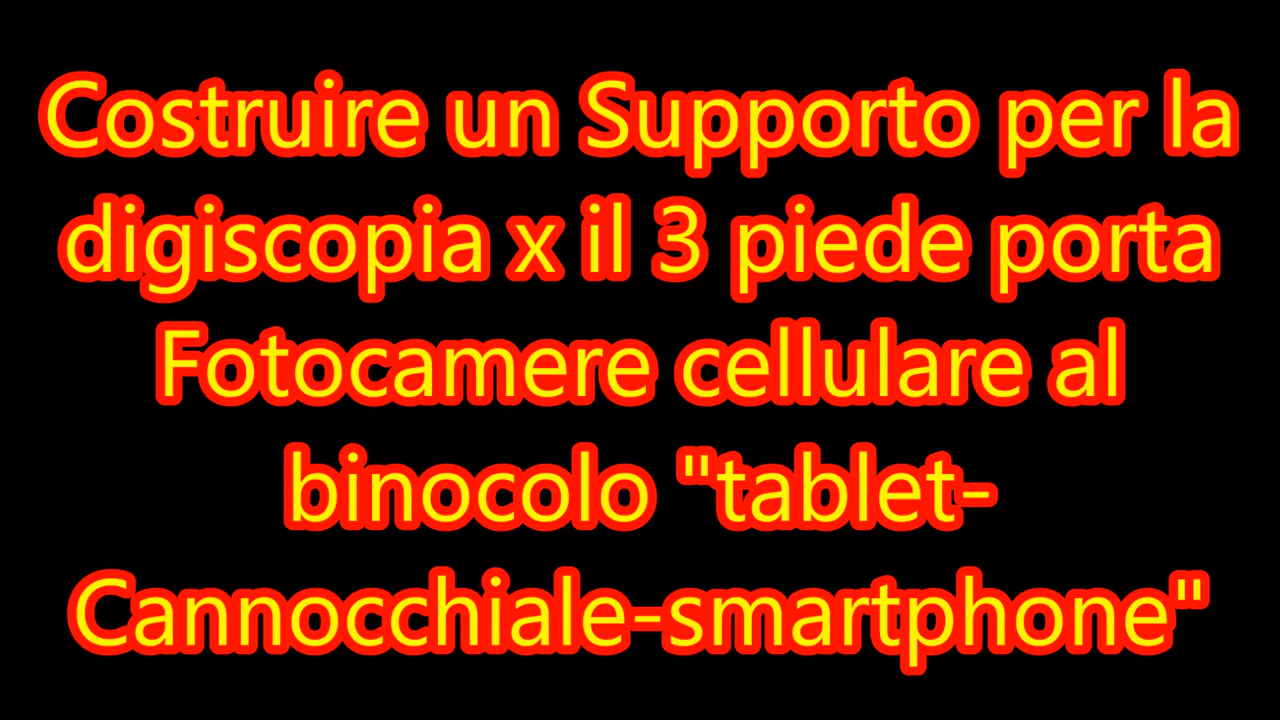 Costruire un Supporto per la
digiscopia x il 3 piede porta
Fotocamere cellulare al
binocolo "tablet-
Cannocchiale-smartphone"